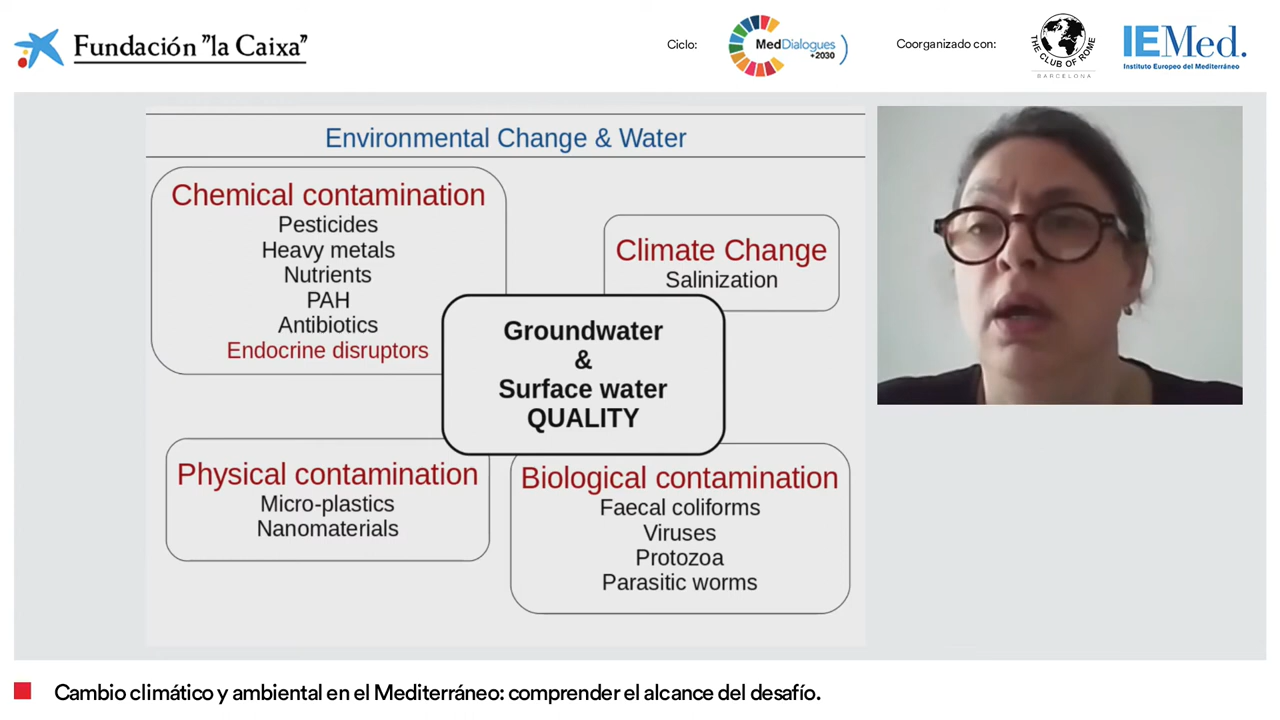 Fundación "la Caixa"
Ciclo:
MedDialogues
+2030
Coorganizado con:
THE CLUB OF ROME
BARCELONA
IEMed.
Instituto Europeo del Mediterráneo
Environmental Change & Water
Chemical contamination
Pesticides
Heavy metals
Nutrients
PAH
Antibiotics
Endocrine disruptors
Climate Change
Salinization
Groundwater
&
Surface water
QUALITY
Physical contamination
Micro-plastics
Nanomaterials
Biological contamination
Faecal coliforms
Viruses
Protozoa
Parasitic worms
Cambio climático y ambiental en el Mediterráneo: comprender el alcance del desafío.